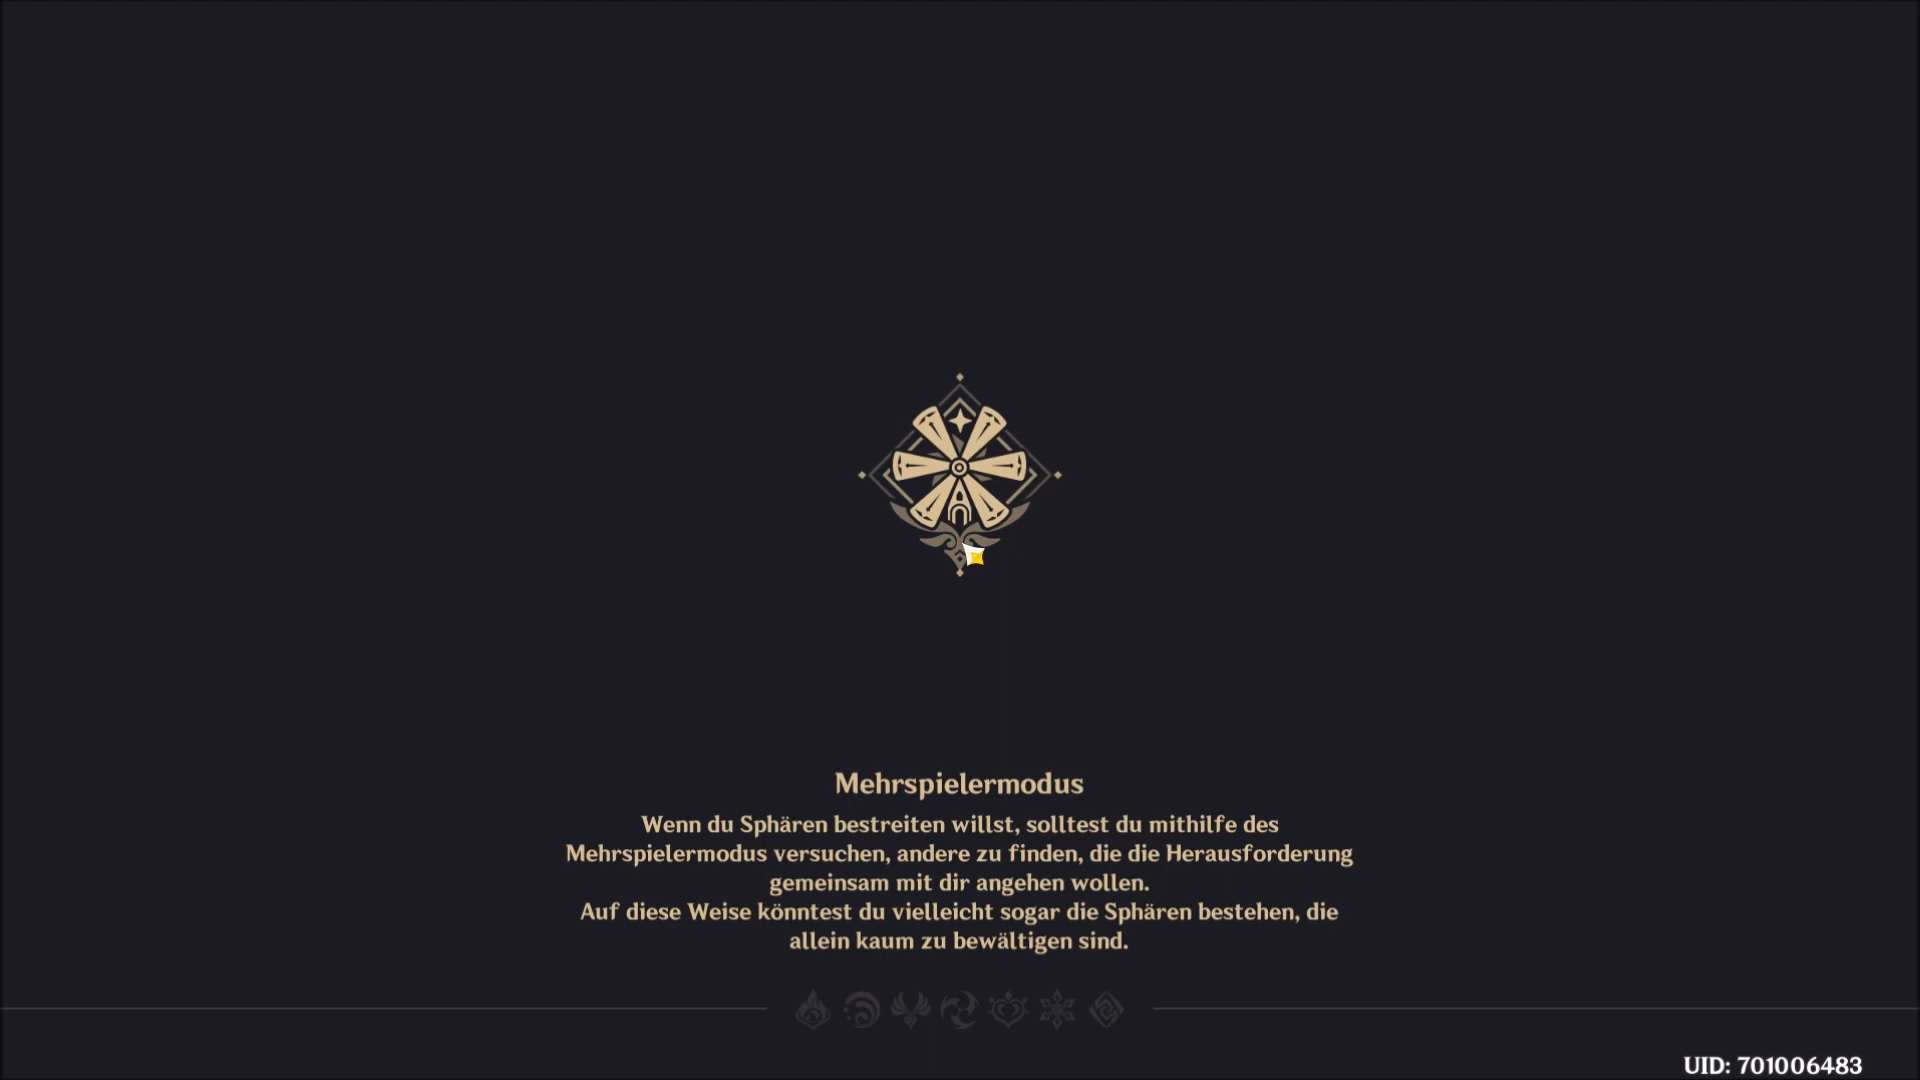 Mehrspielermodus
Wenn du Sphären bestreiten willst, solltest du mithilfe des
Mehrspielermodus versuchen, andere zu finden, die die Herausforderung
gemeinsam mit dir angehen wollen.
Auf diese Weise könntest du vielleicht sogar die Sphären bestehen, die
allein kaum zu bewältigen sind.
UID: 701006483